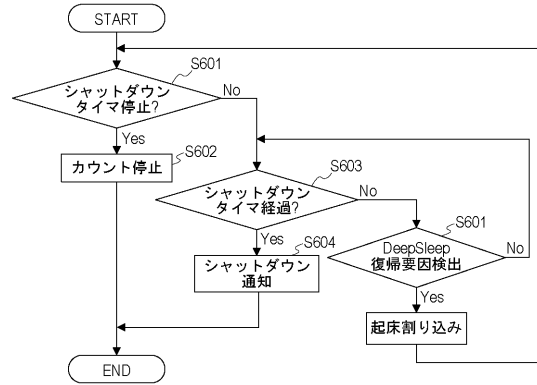 START
S601
シャットダウン
タイマ停止?
No
Yes
S602
カウント停止
S603
シャットダウン
タイマ経過?
No
Yes
S604
シャットダウン
通知
S601
DeepSleep
復帰要因検出
No
Yes
起床割り込み
END